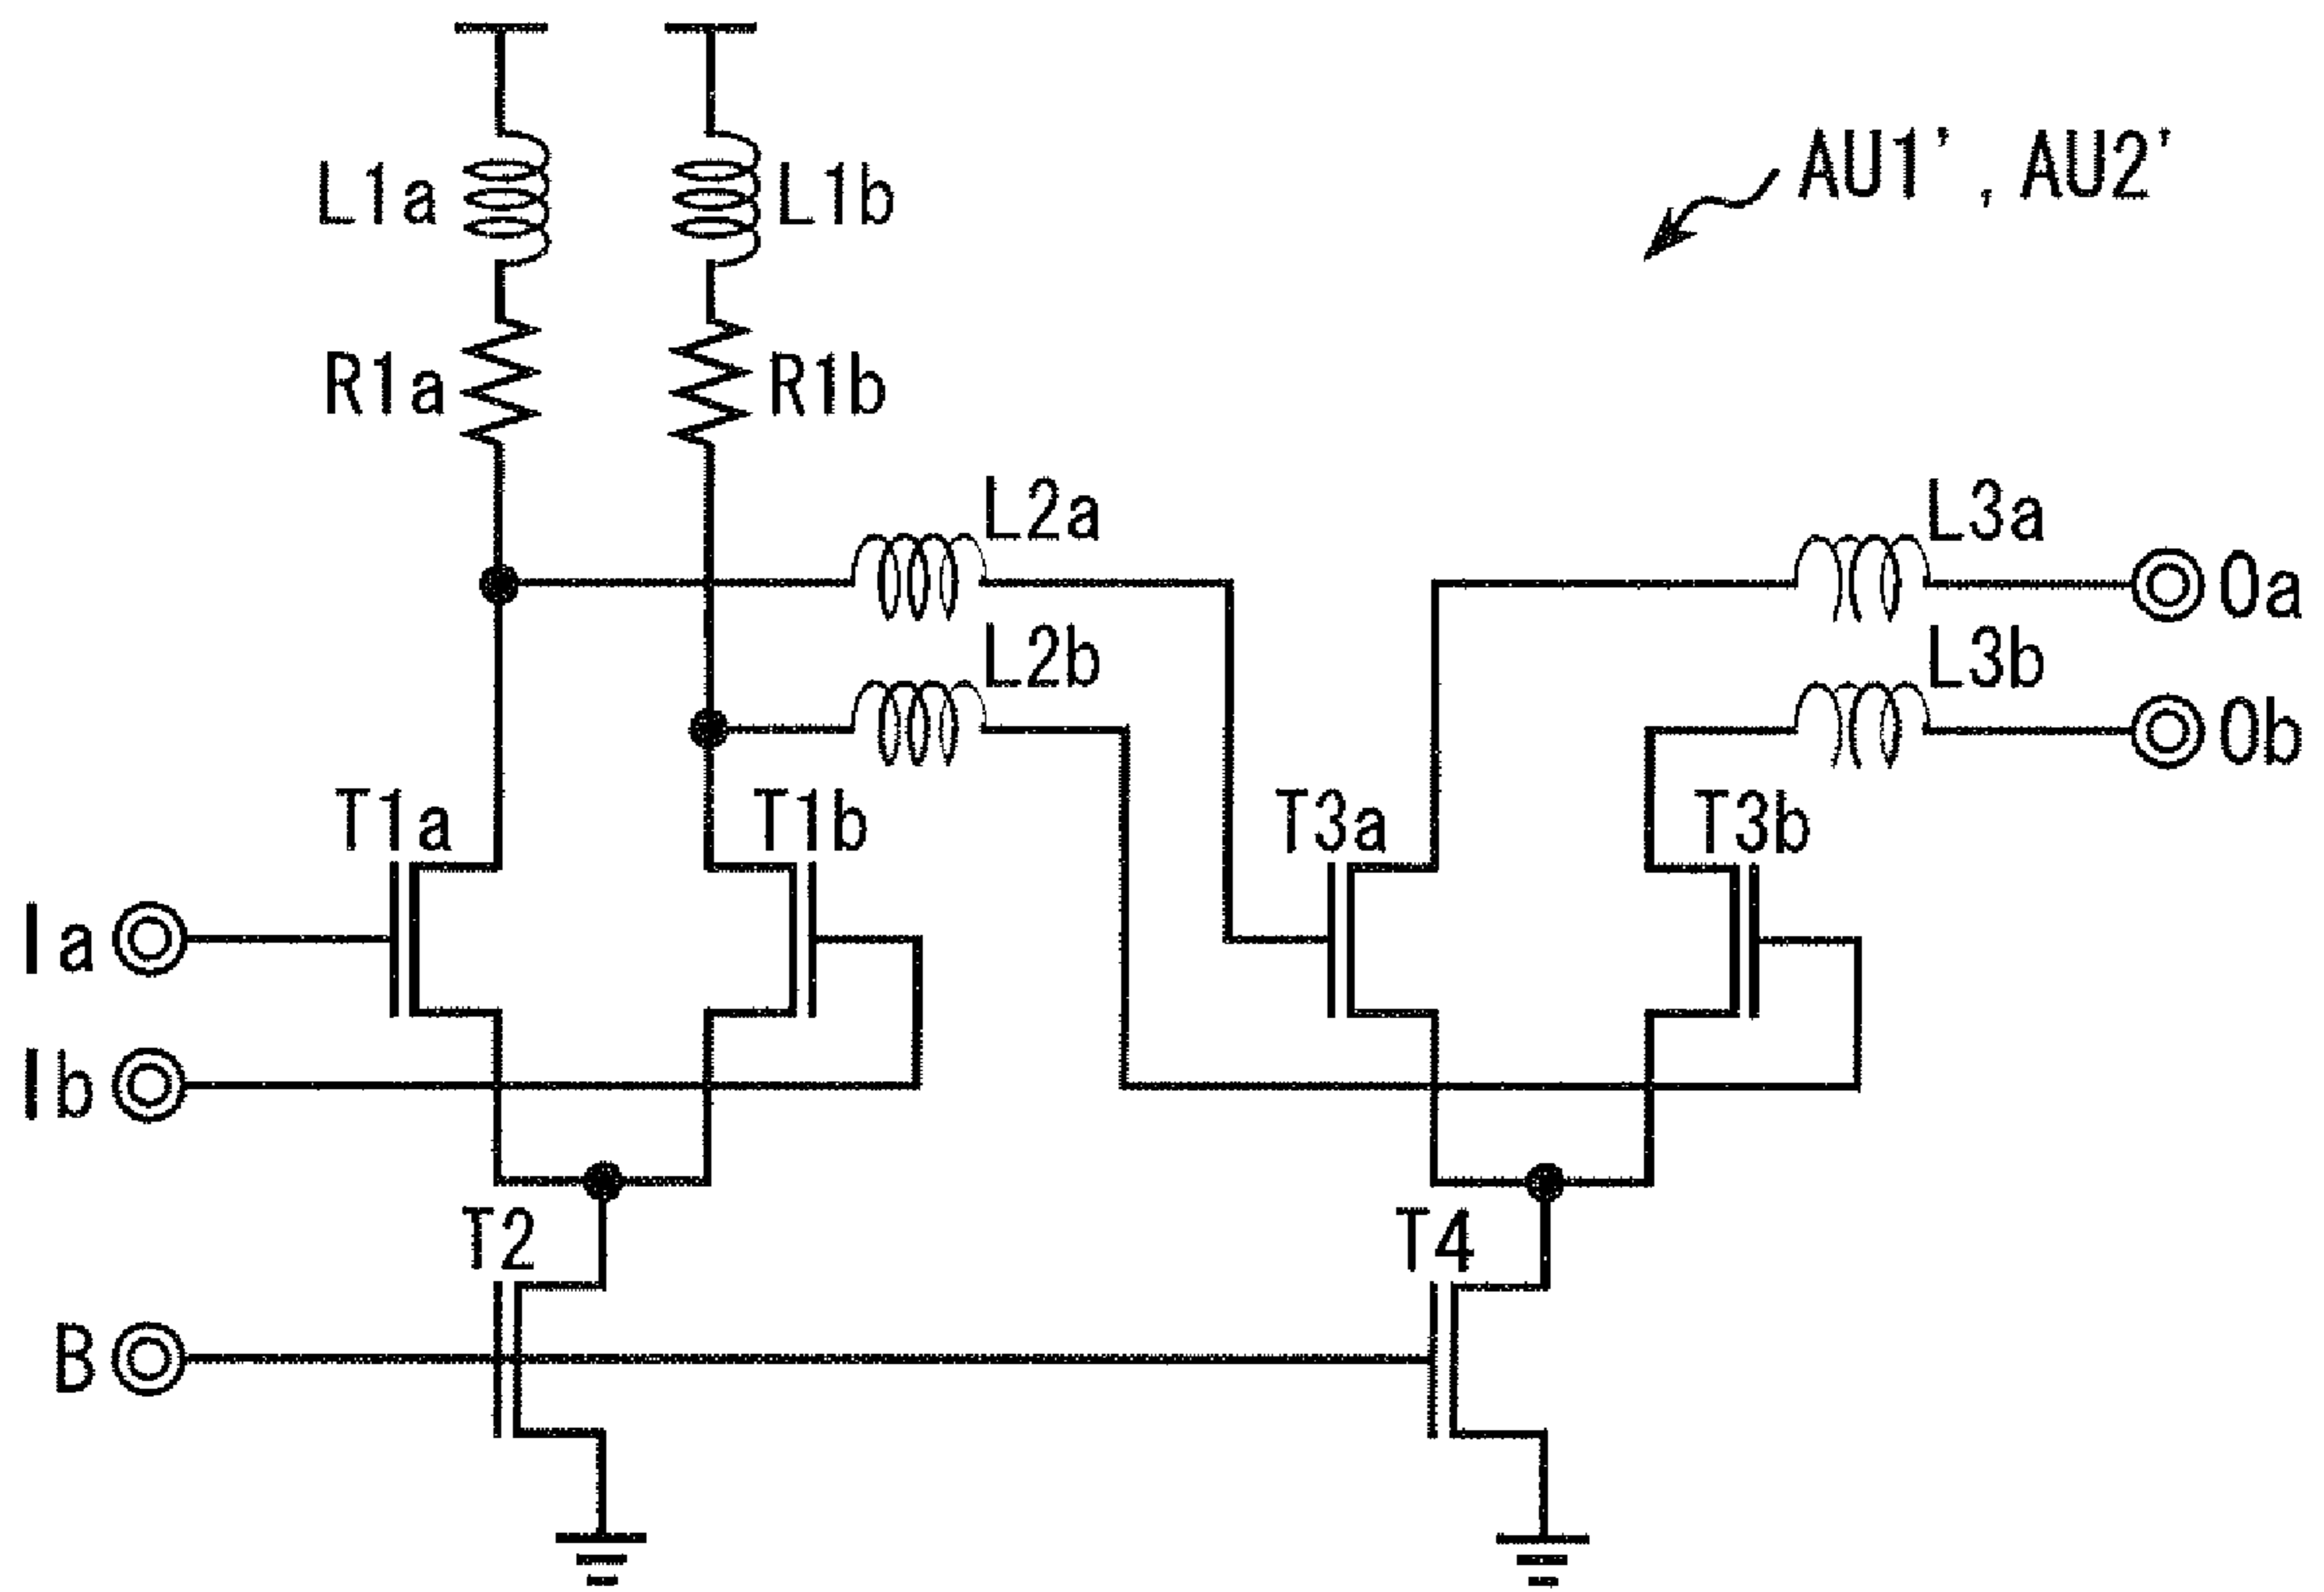 AU1', AU2'
L1a
L1b
R1a
R1b
L2a
L3a
Oa
L2b
L3b
Ob
T1a
T1b
T3a
T3b
Ia
Ib
T2
T4
B